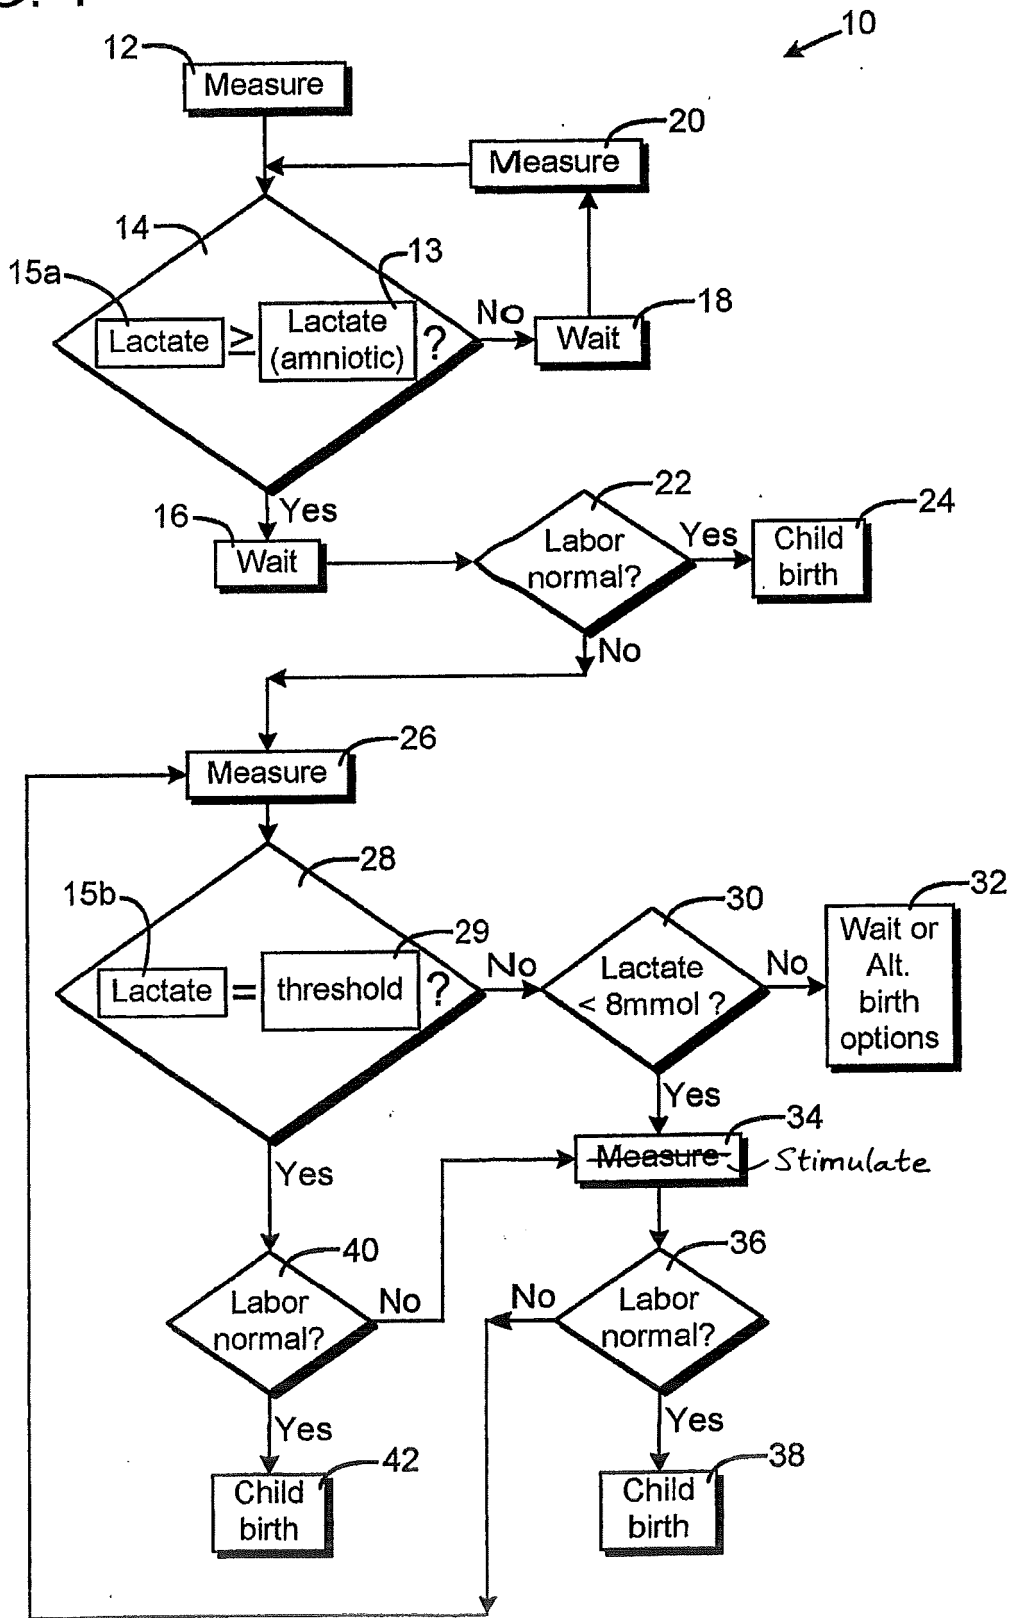 10
12
Measure
20
Measure
14
13
15a
Lactate ≥ Lactate (amniotic) ?
No
18
Wait
Yes
16
Wait
22
Labor
normal?
Yes
24
Child
birth
No
26
Measure
28
15b
29
Lactate = threshold ?
No
30
Lactate
< 8mmol ?
No
32
Wait or
Alt.
birth
options
Yes
34
Measure
Stimulate
Yes
40
Labor
normal?
No
36
Labor
normal?
No
Yes
42
Child
birth
Yes
38
Child
birth